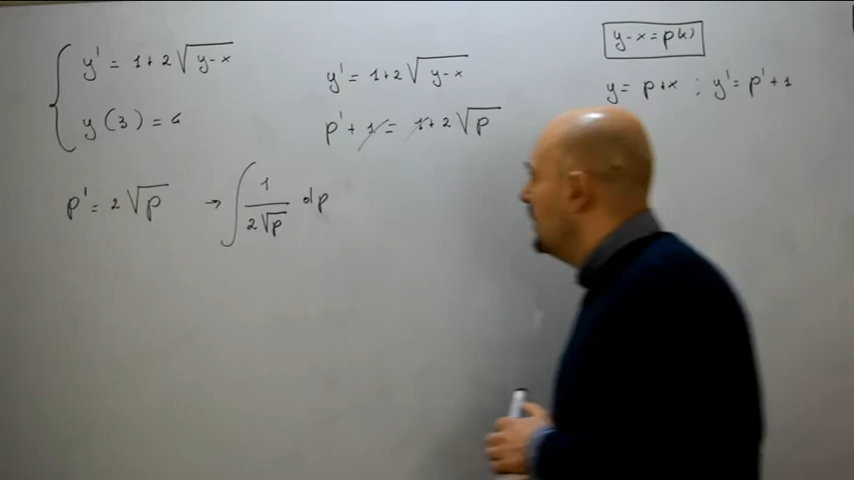 y' = 1 + 2√(y-x)
y(3) = 6
y' = 1 + 2√(y-x)
p' + 1 = 1 + 2√p
y-x = p(x)
y = p+x ; y' = p' + 1
p' = 2√p → ∫ 1/(2√p) dp